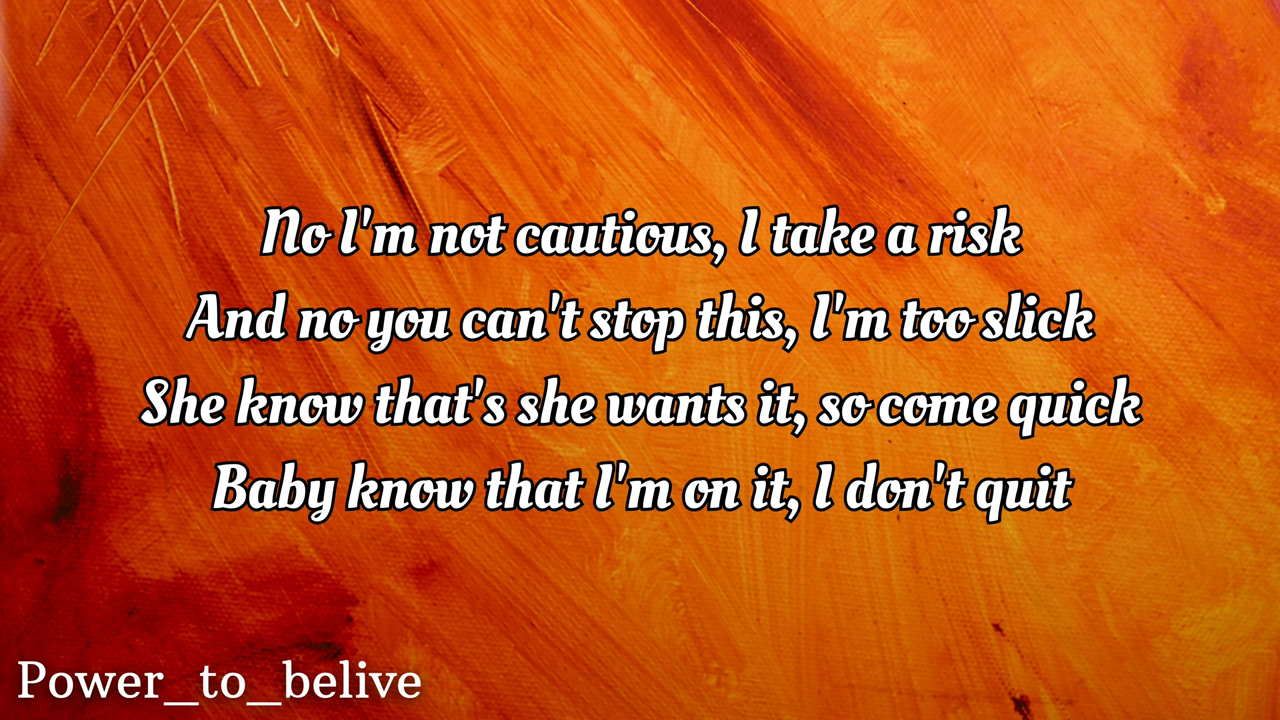 No I'm not cautious, I take a risk
And no you can't stop this, I'm too slick
She know that's she wants it, so come quick
Baby know that I'm on it, I don't quit
Power_to_belive